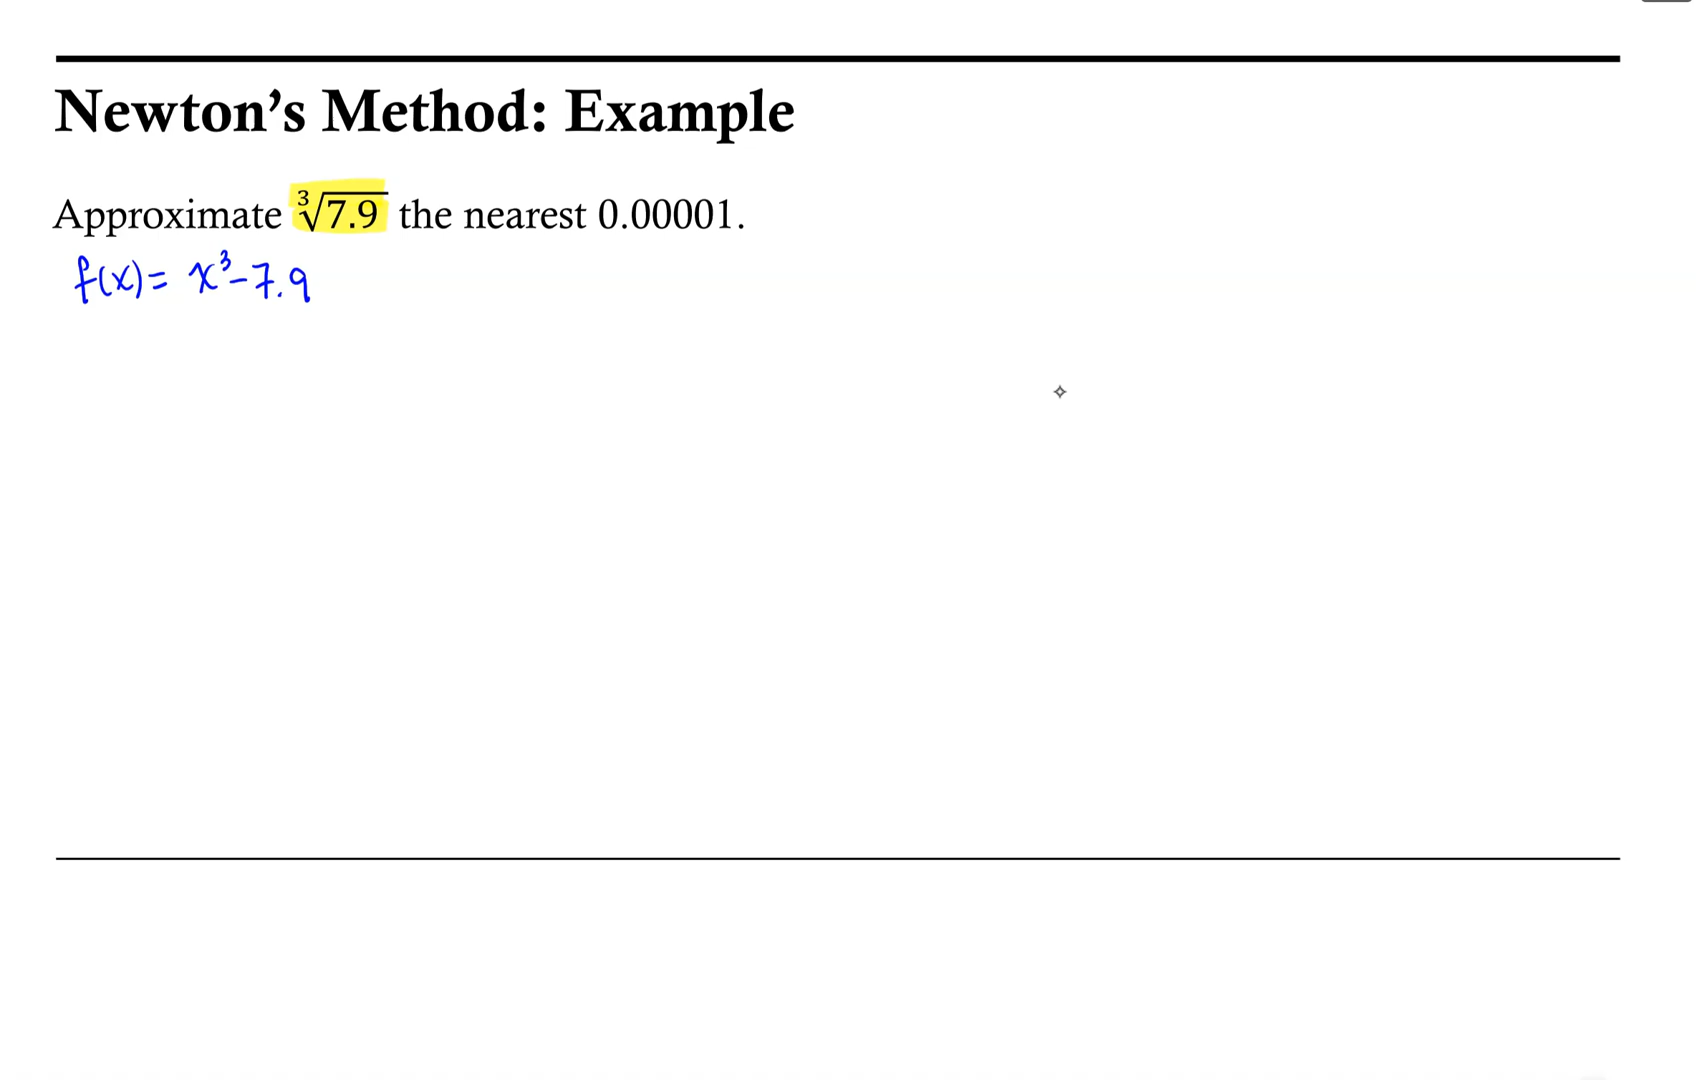 Newton’s Method: Example
Approximate ∛7.9 the nearest 0.00001.
f(x) = x³-7.9